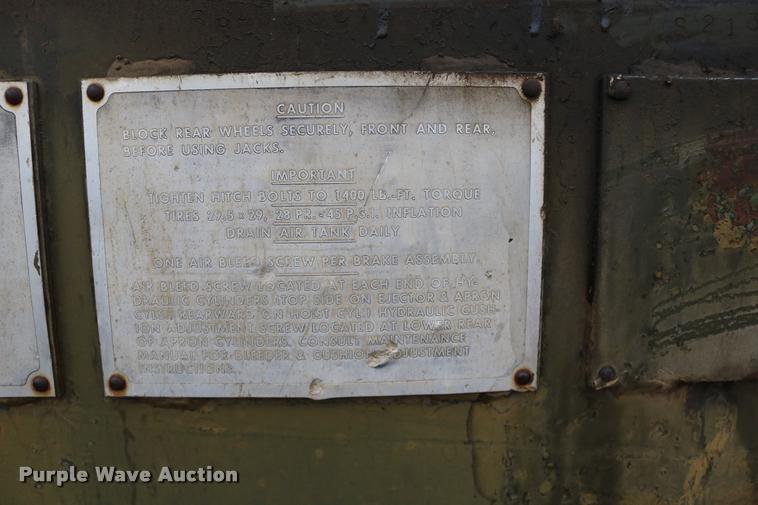 S213
CAUTION
BLOCK REAR WHEELS SECURELY, FRONT AND REAR,
BEFORE USING JACKS.
IMPORTANT
TIGHTEN HITCH BOLTS TO 1400 LB.-FT. TORQUE
TIRES 29.5 x 29, 28 PR.-45 P.S.I. INFLATION
DRAIN AIR TANK DAILY
ONE AIR BLEED SCREW PER BRAKE ASSEMBLY
AIR BLEED SCREW LOCATED AT EACH END OF HY-
DRAULIC CYLINDERS (TOP SIDE ON EJECTOR & APRON
CYL'S REARWARD ON HOIST CYL.) HYDRAULIC CUSH-
ION ADJUSTMENT SCREW LOCATED AT LOWER REAR
OF APRON CYLINDERS. CONSULT MAINTENANCE
MANUAL FOR BLEEDER & CUSHION ADJUSTMENT
INSTRUCTIONS.
Purple Wave Auction